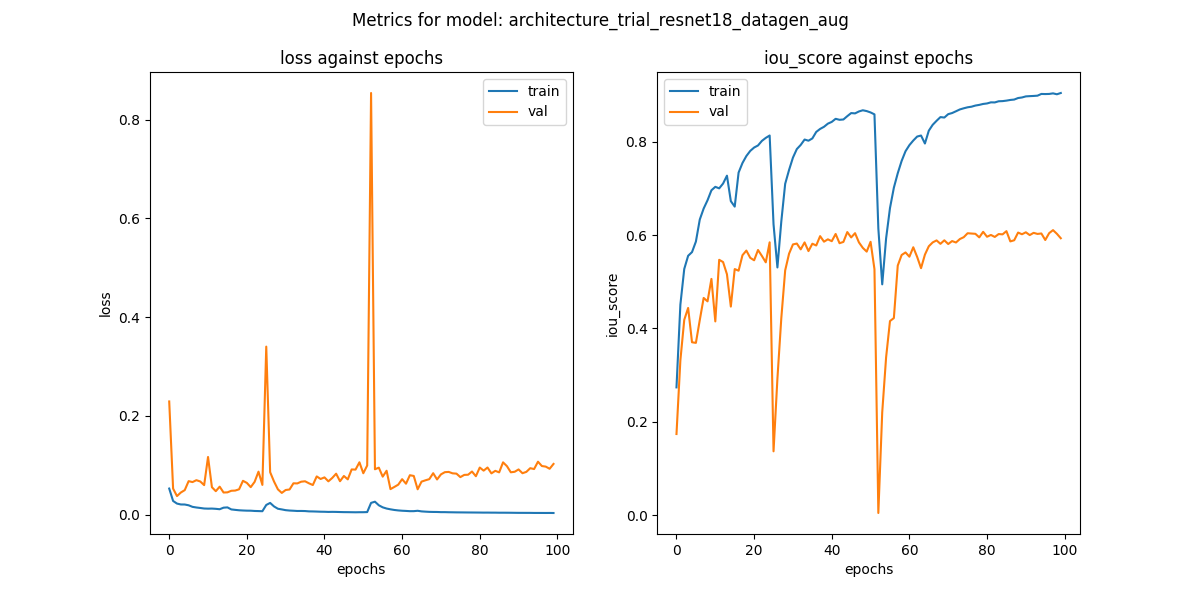 Metrics for model: architecture_trial_resnet18_datagen_aug
loss against epochs
train
val
0.8
0.6
0.4
0.2
0.0
loss
0 20 40 60 80 100
epochs
iou_score against epochs
train
val
0.8
0.6
0.4
0.2
0.0
iou_score
0 20 40 60 80 100
epochs